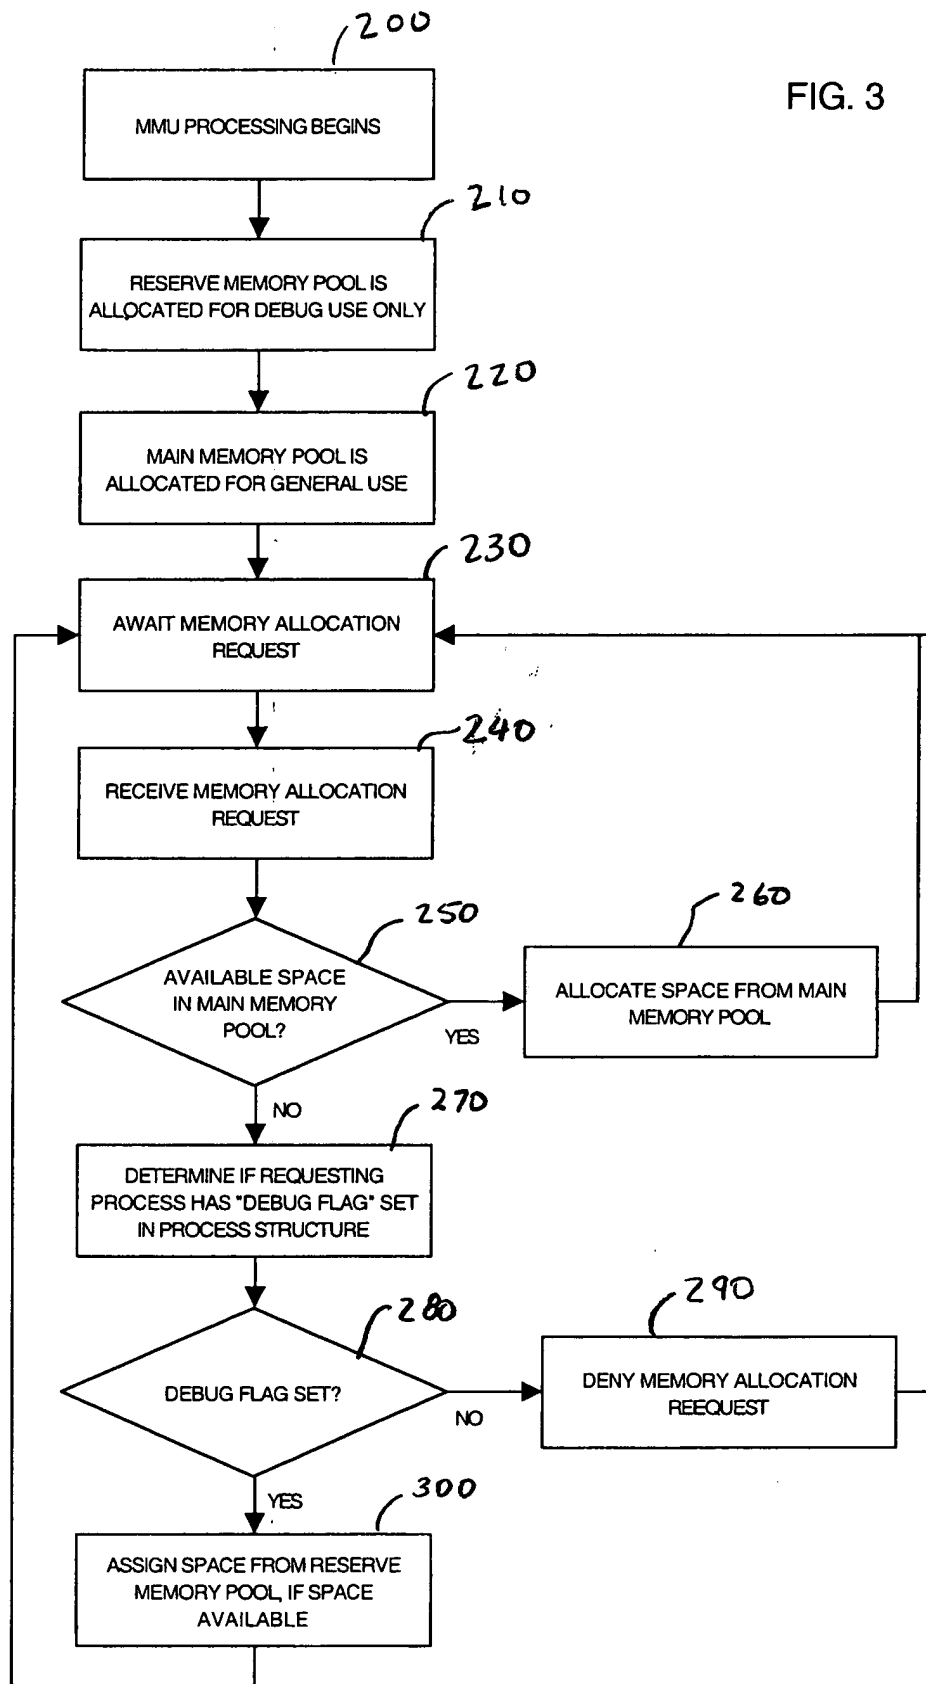 200
FIG. 3
MMU PROCESSING BEGINS
210
RESERVE MEMORY POOL IS
ALLOCATED FOR DEBUG USE ONLY
220
MAIN MEMORY POOL IS
ALLOCATED FOR GENERAL USE
230
AWAIT MEMORY ALLOCATION
REQUEST
240
RECEIVE MEMORY ALLOCATION
REQUEST
250
AVAILABLE SPACE
IN MAIN MEMORY
POOL?
YES
260
ALLOCATE SPACE FROM MAIN
MEMORY POOL
NO
270
DETERMINE IF REQUESTING
PROCESS HAS "DEBUG FLAG" SET
IN PROCESS STRUCTURE
280
DEBUG FLAG SET?
NO
290
DENY MEMORY ALLOCATION
REEQUEST
YES
300
ASSIGN SPACE FROM RESERVE
MEMORY POOL, IF SPACE
AVAILABLE